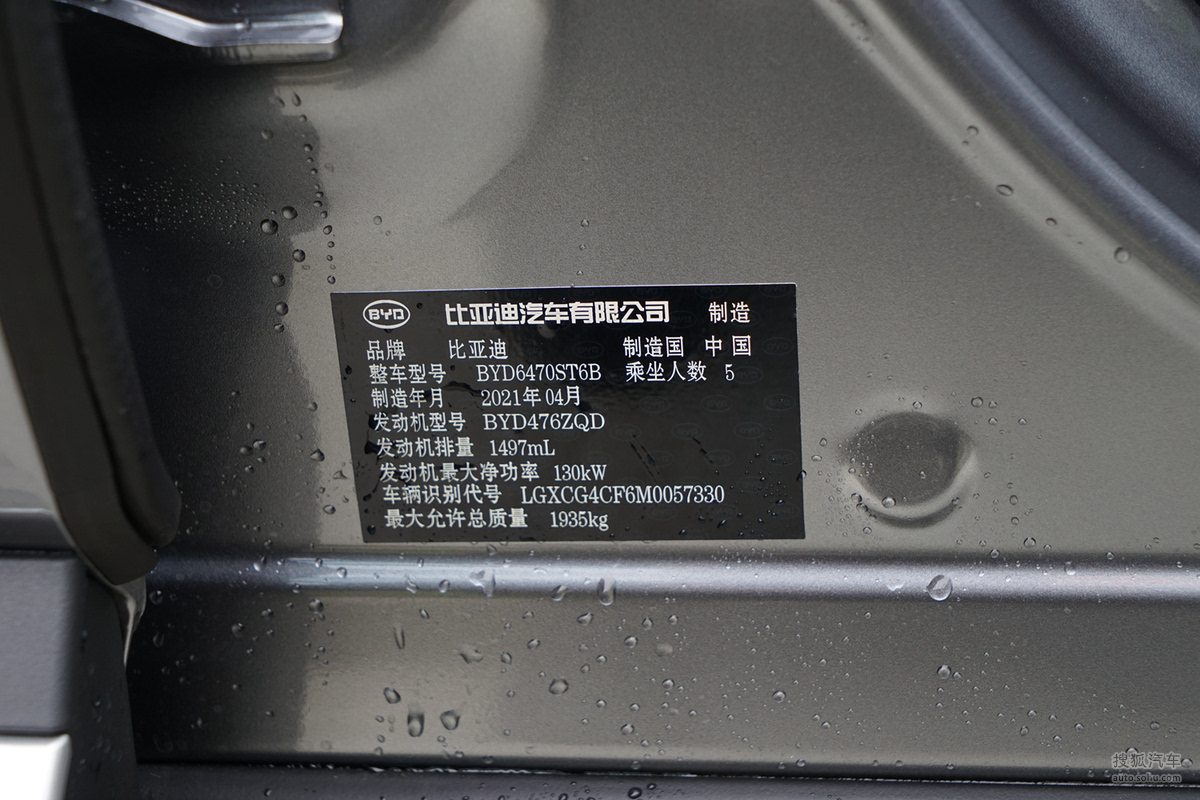 BYD 比亚迪汽车有限公司 制造
品牌 比亚迪 制造国 中国
整车型号 BYD6470ST6B 乘坐人数 5
制造年月 2021年04月
发动机型号 BYD476ZQD
发动机排量 1497mL
发动机最大净功率 130kW
车辆识别代号 LGXCG4CF6M0057330
最大允许总质量 1935kg
搜狐汽车
auto.sohu.com